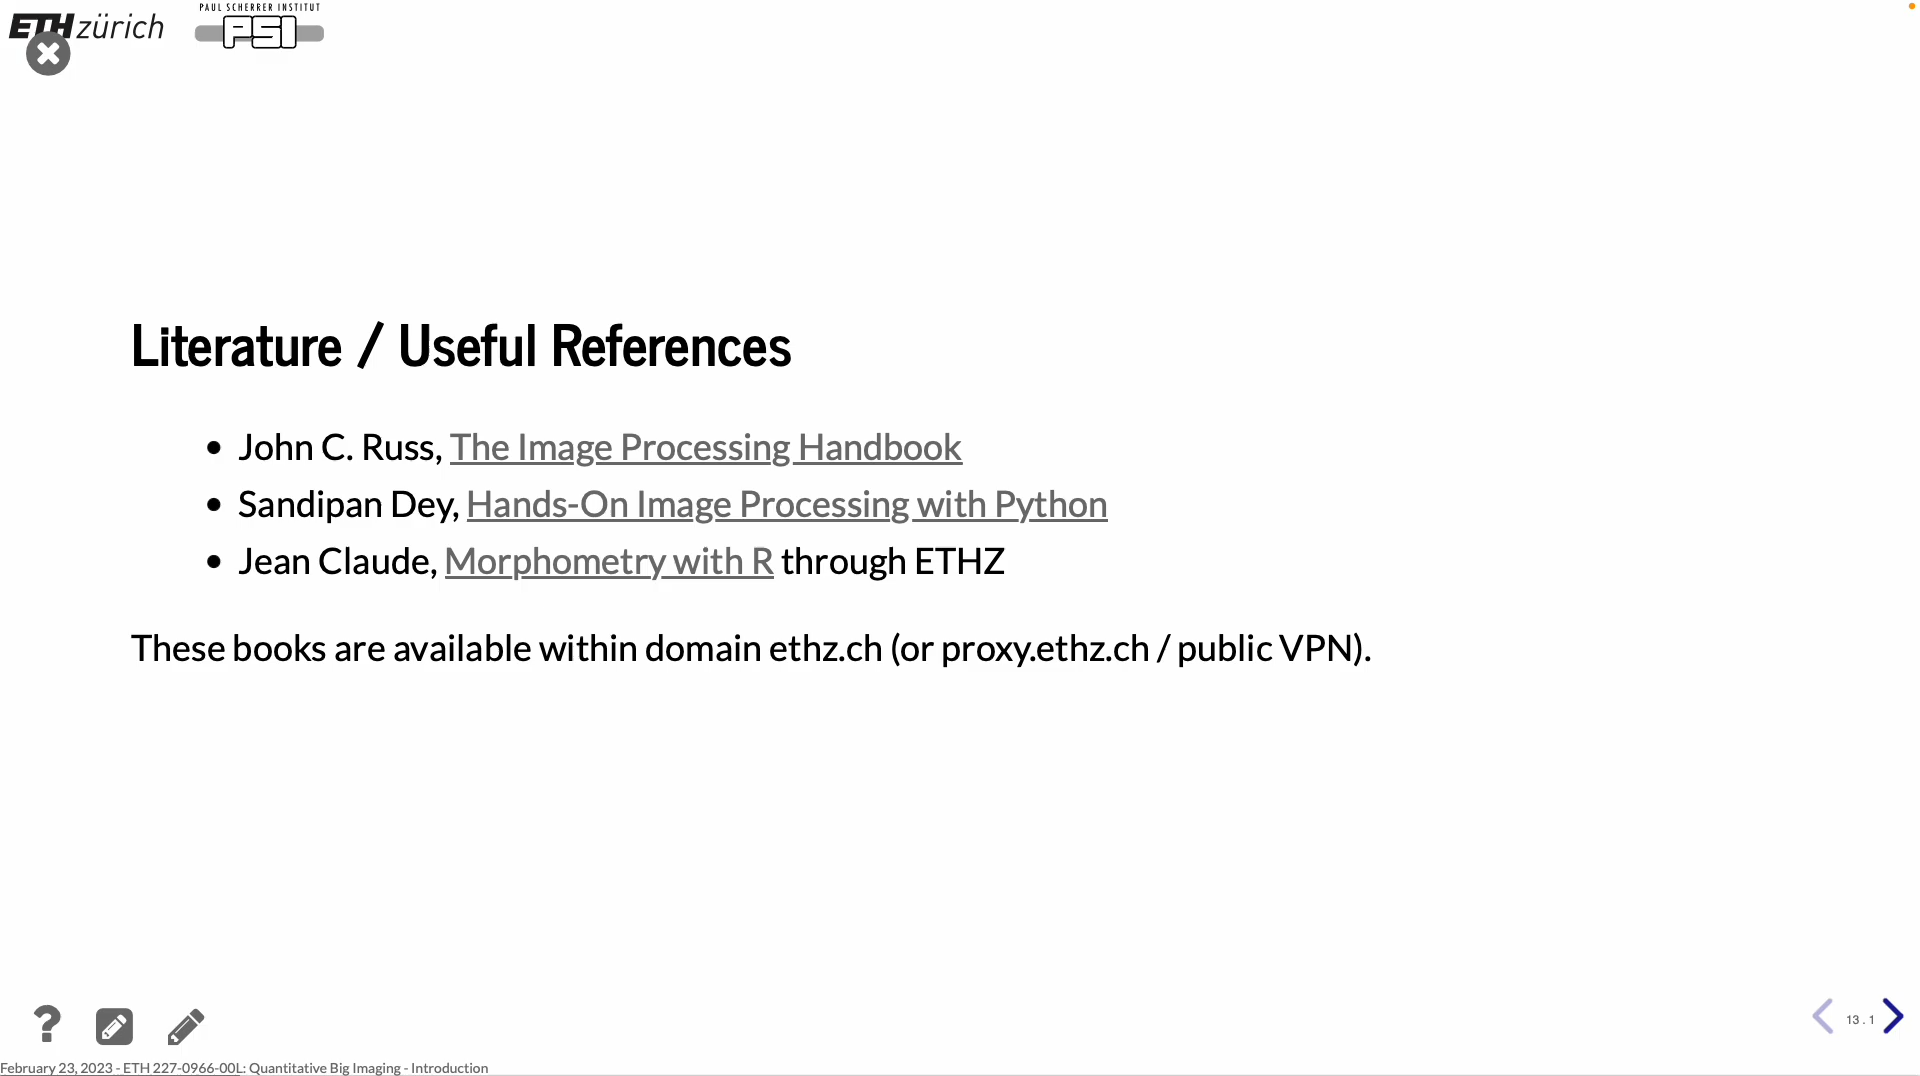 ETH zürich
PAUL SCHERRER INSTITUT
PSI
Literature / Useful References
• John C. Russ, The Image Processing Handbook
• Sandipan Dey, Hands-On Image Processing with Python
• Jean Claude, Morphometry with R through ETHZ
These books are available within domain ethz.ch (or proxy.ethz.ch / public VPN).
13 . 1
February 23, 2023 - ETH 227-0966-00L: Quantitative Big Imaging - Introduction